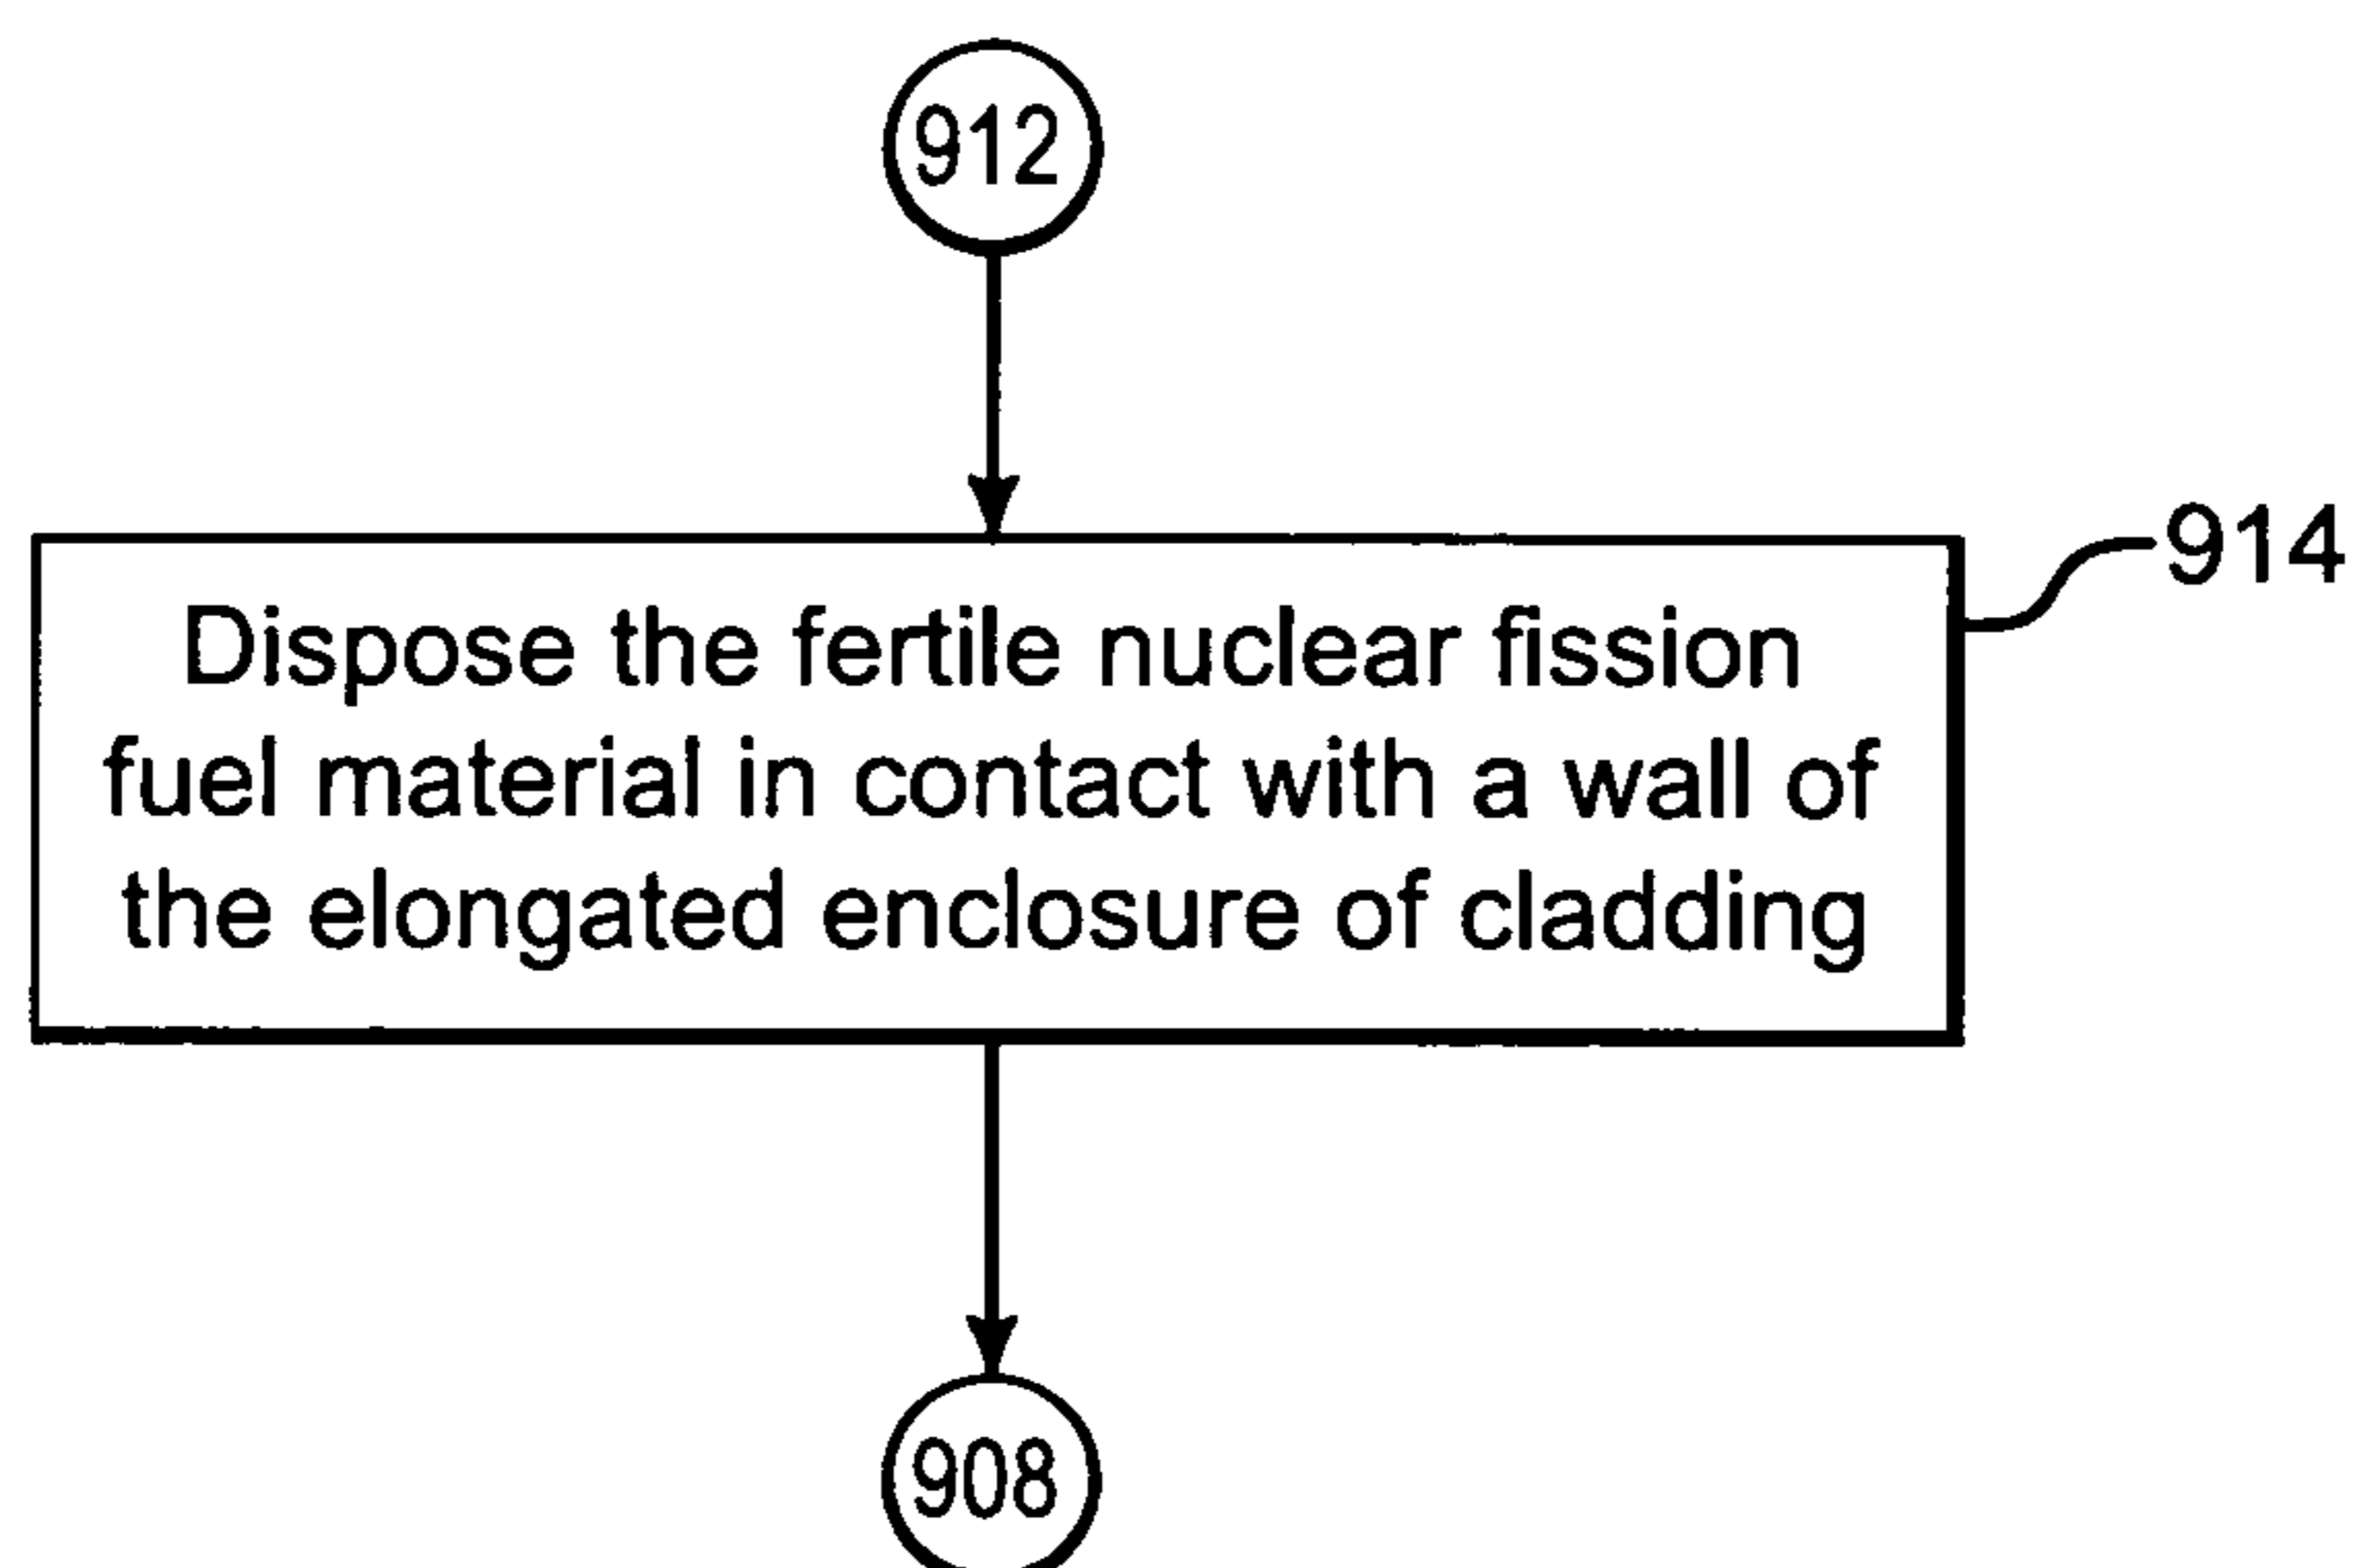 912
914
Dispose the fertile nuclear fission
fuel material in contact with a wall of
the elongated enclosure of cladding
908